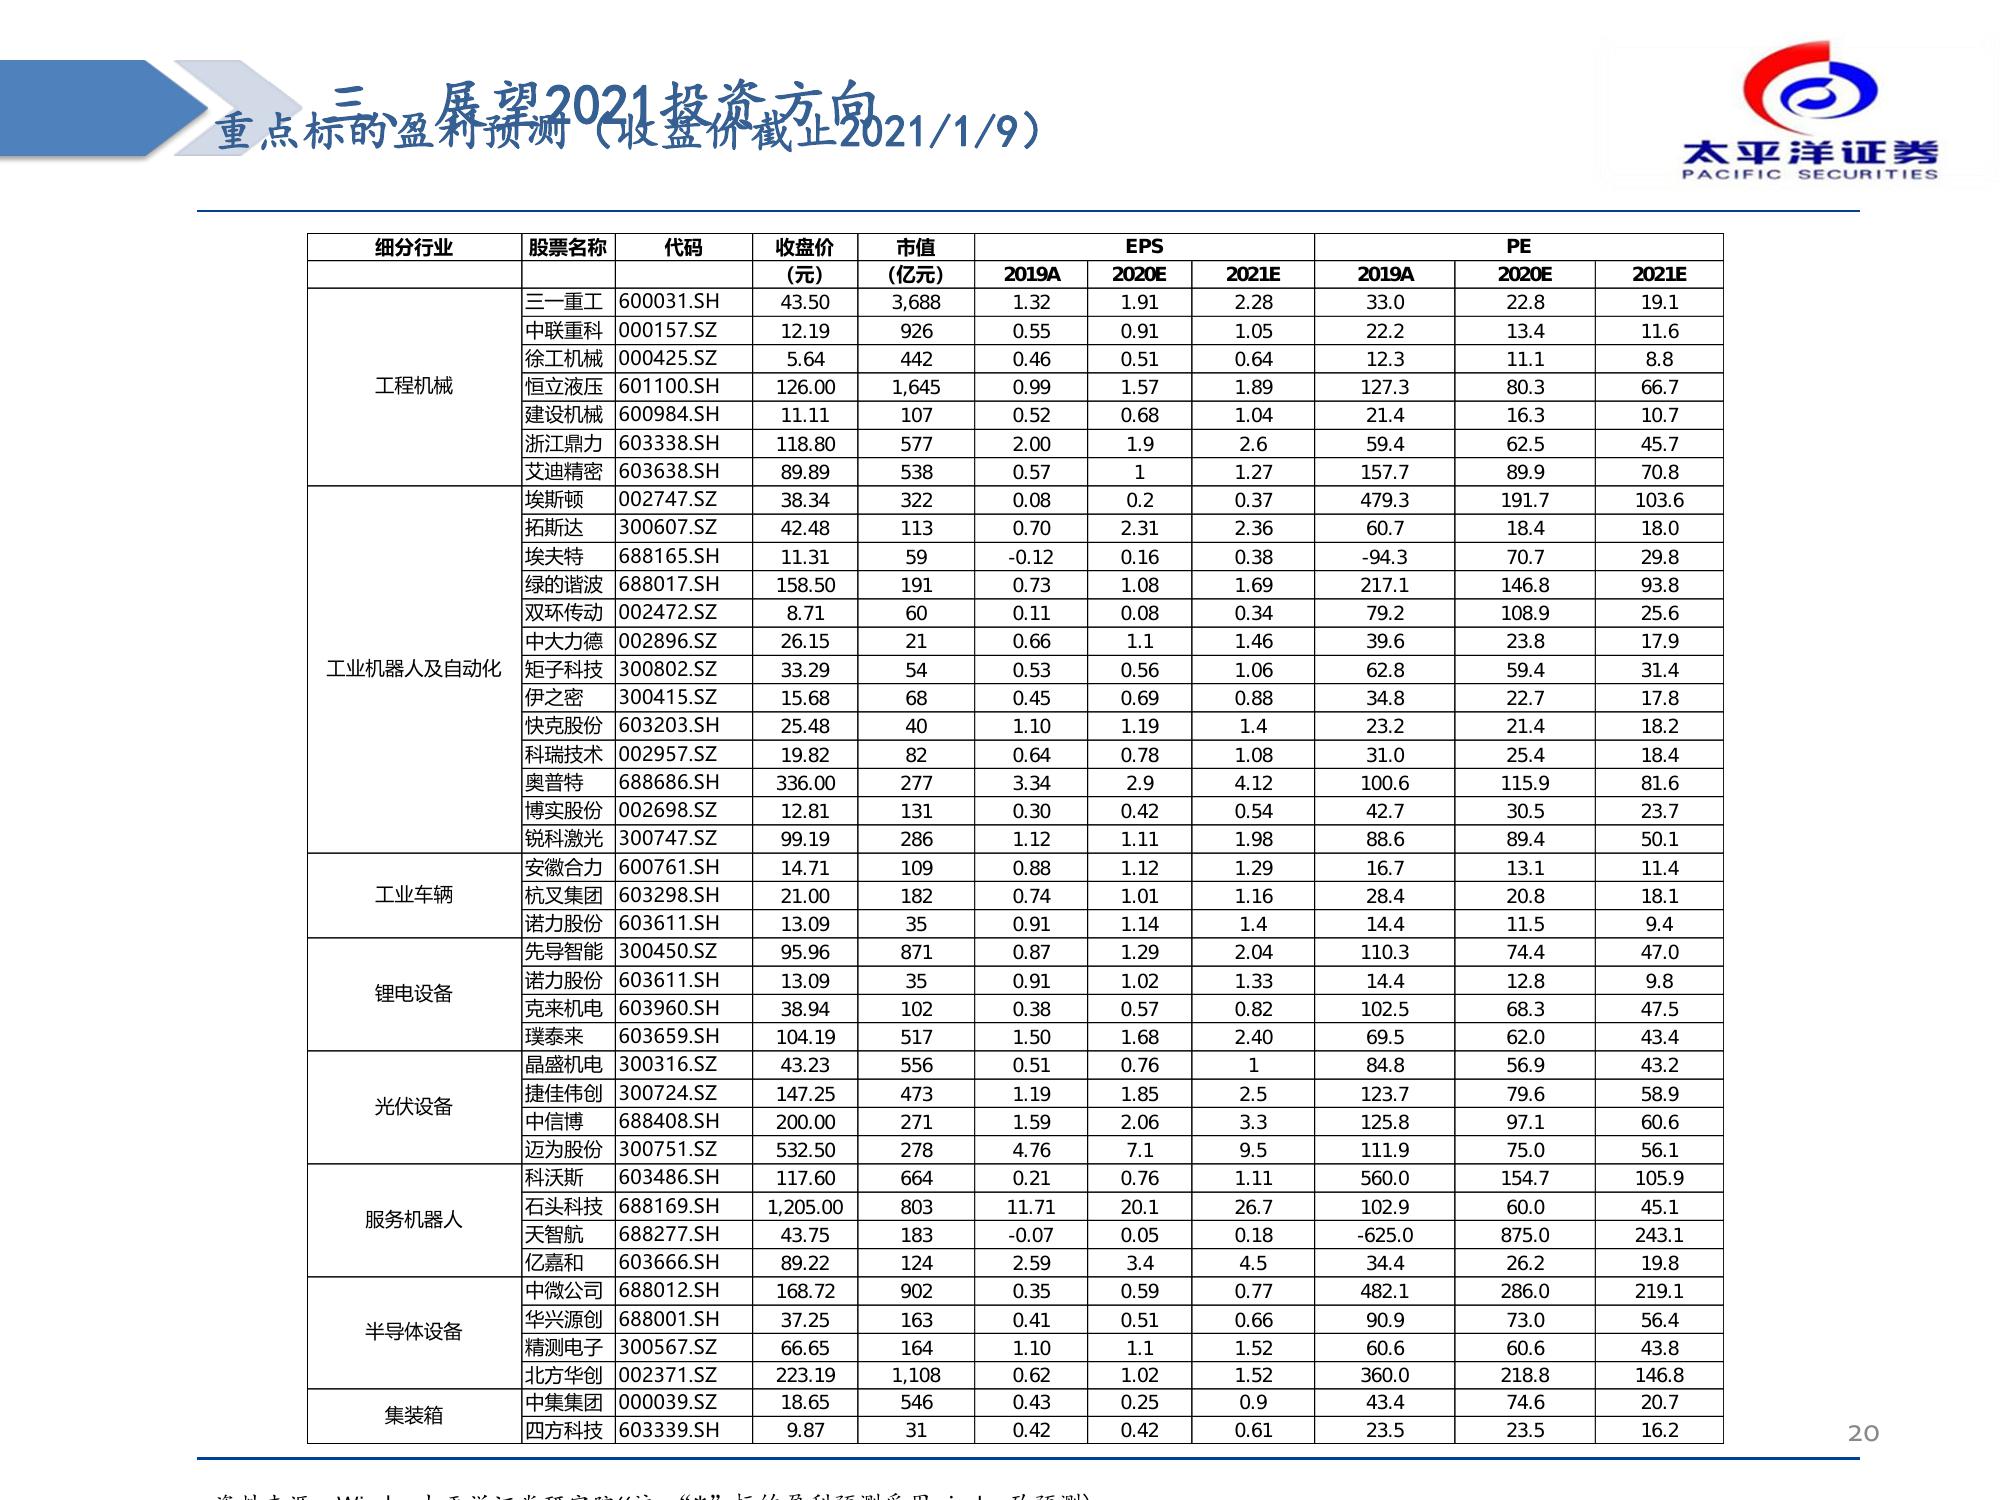 三、展望2021投资方向
重点标的盈利预测（收盘价截止2021/1/9）
太平洋证券
PACIFIC SECURITIES
细分行业 股票名称 代码 收盘价 市值 EPS PE
(元) (亿元) 2019A 2020E 2021E 2019A 2020E 2021E
工程机械
三一重工 600031.SH 43.50 3,688 1.32 1.91 2.28 33.0 22.8 19.1
中联重科 000157.SZ 12.19 926 0.55 0.91 1.05 22.2 13.4 11.6
徐工机械 000425.SZ 5.64 442 0.46 0.51 0.64 12.3 11.1 8.8
恒立液压 601100.SH 126.00 1,645 0.99 1.57 1.89 127.3 80.3 66.7
建设机械 600984.SH 11.11 107 0.52 0.68 1.04 21.4 16.3 10.7
浙江鼎力 603338.SH 118.80 577 2.00 1.9 2.6 59.4 62.5 45.7
艾迪精密 603638.SH 89.89 538 0.57 1 1.27 157.7 89.9 70.8
工业机器人及自动化
埃斯顿 002747.SZ 38.34 322 0.08 0.2 0.37 479.3 191.7 103.6
拓斯达 300607.SZ 42.48 113 0.70 2.31 2.36 60.7 18.4 18.0
埃夫特 688165.SH 11.31 59 -0.12 0.16 0.38 -94.3 70.7 29.8
绿的谐波 688017.SH 158.50 191 0.73 1.08 1.69 217.1 146.8 93.8
双环传动 002472.SZ 8.71 60 0.11 0.08 0.34 79.2 108.9 25.6
中大力德 002896.SZ 26.15 21 0.66 1.1 1.46 39.6 23.8 17.9
矩子科技 300802.SZ 33.29 54 0.53 0.56 1.06 62.8 59.4 31.4
伊之密 300415.SZ 15.68 68 0.45 0.69 0.88 34.8 22.7 17.8
快克股份 603203.SH 25.48 40 1.10 1.19 1.4 23.2 21.4 18.2
科瑞技术 002957.SZ 19.82 82 0.64 0.78 1.08 31.0 25.4 18.4
奥普特 688686.SH 336.00 277 3.34 2.9 4.12 100.6 115.9 81.6
博实股份 002698.SZ 12.81 131 0.30 0.42 0.54 42.7 30.5 23.7
锐科激光 300747.SZ 99.19 286 1.12 1.11 1.98 88.6 89.4 50.1
工业车辆
安徽合力 600761.SH 14.71 109 0.88 1.12 1.29 16.7 13.1 11.4
杭叉集团 603298.SH 21.00 182 0.74 1.01 1.16 28.4 20.8 18.1
诺力股份 603611.SH 13.09 35 0.91 1.14 1.4 14.4 11.5 9.4
锂电设备
先导智能 300450.SZ 95.96 871 0.87 1.29 2.04 110.3 74.4 47.0
诺力股份 603611.SH 13.09 35 0.91 1.02 1.33 14.4 12.8 9.8
克来机电 603960.SH 38.94 102 0.38 0.57 0.82 102.5 68.3 47.5
璞泰来 603659.SH 104.19 517 1.50 1.68 2.40 69.5 62.0 43.4
光伏设备
晶盛机电 300316.SZ 43.23 556 0.51 0.76 1 84.8 56.9 43.2
捷佳伟创 300724.SZ 147.25 473 1.19 1.85 2.5 123.7 79.6 58.9
中信博 688408.SH 200.00 271 1.59 2.06 3.3 125.8 97.1 60.6
迈为股份 300751.SZ 532.50 278 4.76 7.1 9.5 111.9 75.0 56.1
服务机器人
科沃斯 603486.SH 117.60 664 0.21 0.76 1.11 560.0 154.7 105.9
石头科技 688169.SH 1,205.00 803 11.71 20.1 26.7 102.9 60.0 45.1
天智航 688277.SH 43.75 183 -0.07 0.05 0.18 -625.0 875.0 243.1
亿嘉和 603666.SH 89.22 124 2.59 3.4 4.5 34.4 26.2 19.8
半导体设备
中微公司 688012.SH 168.72 902 0.35 0.59 0.77 482.1 286.0 219.1
华兴源创 688001.SH 37.25 163 0.41 0.51 0.66 90.9 73.0 56.4
精测电子 300567.SZ 66.65 164 1.10 1.1 1.52 60.6 60.6 43.8
北方华创 002371.SZ 223.19 1,108 0.62 1.02 1.52 360.0 218.8 146.8
集装箱
中集集团 000039.SZ 18.65 546 0.43 0.25 0.9 43.4 74.6 20.7
四方科技 603339.SH 9.87 31 0.42 0.42 0.61 23.5 23.5 16.2
20